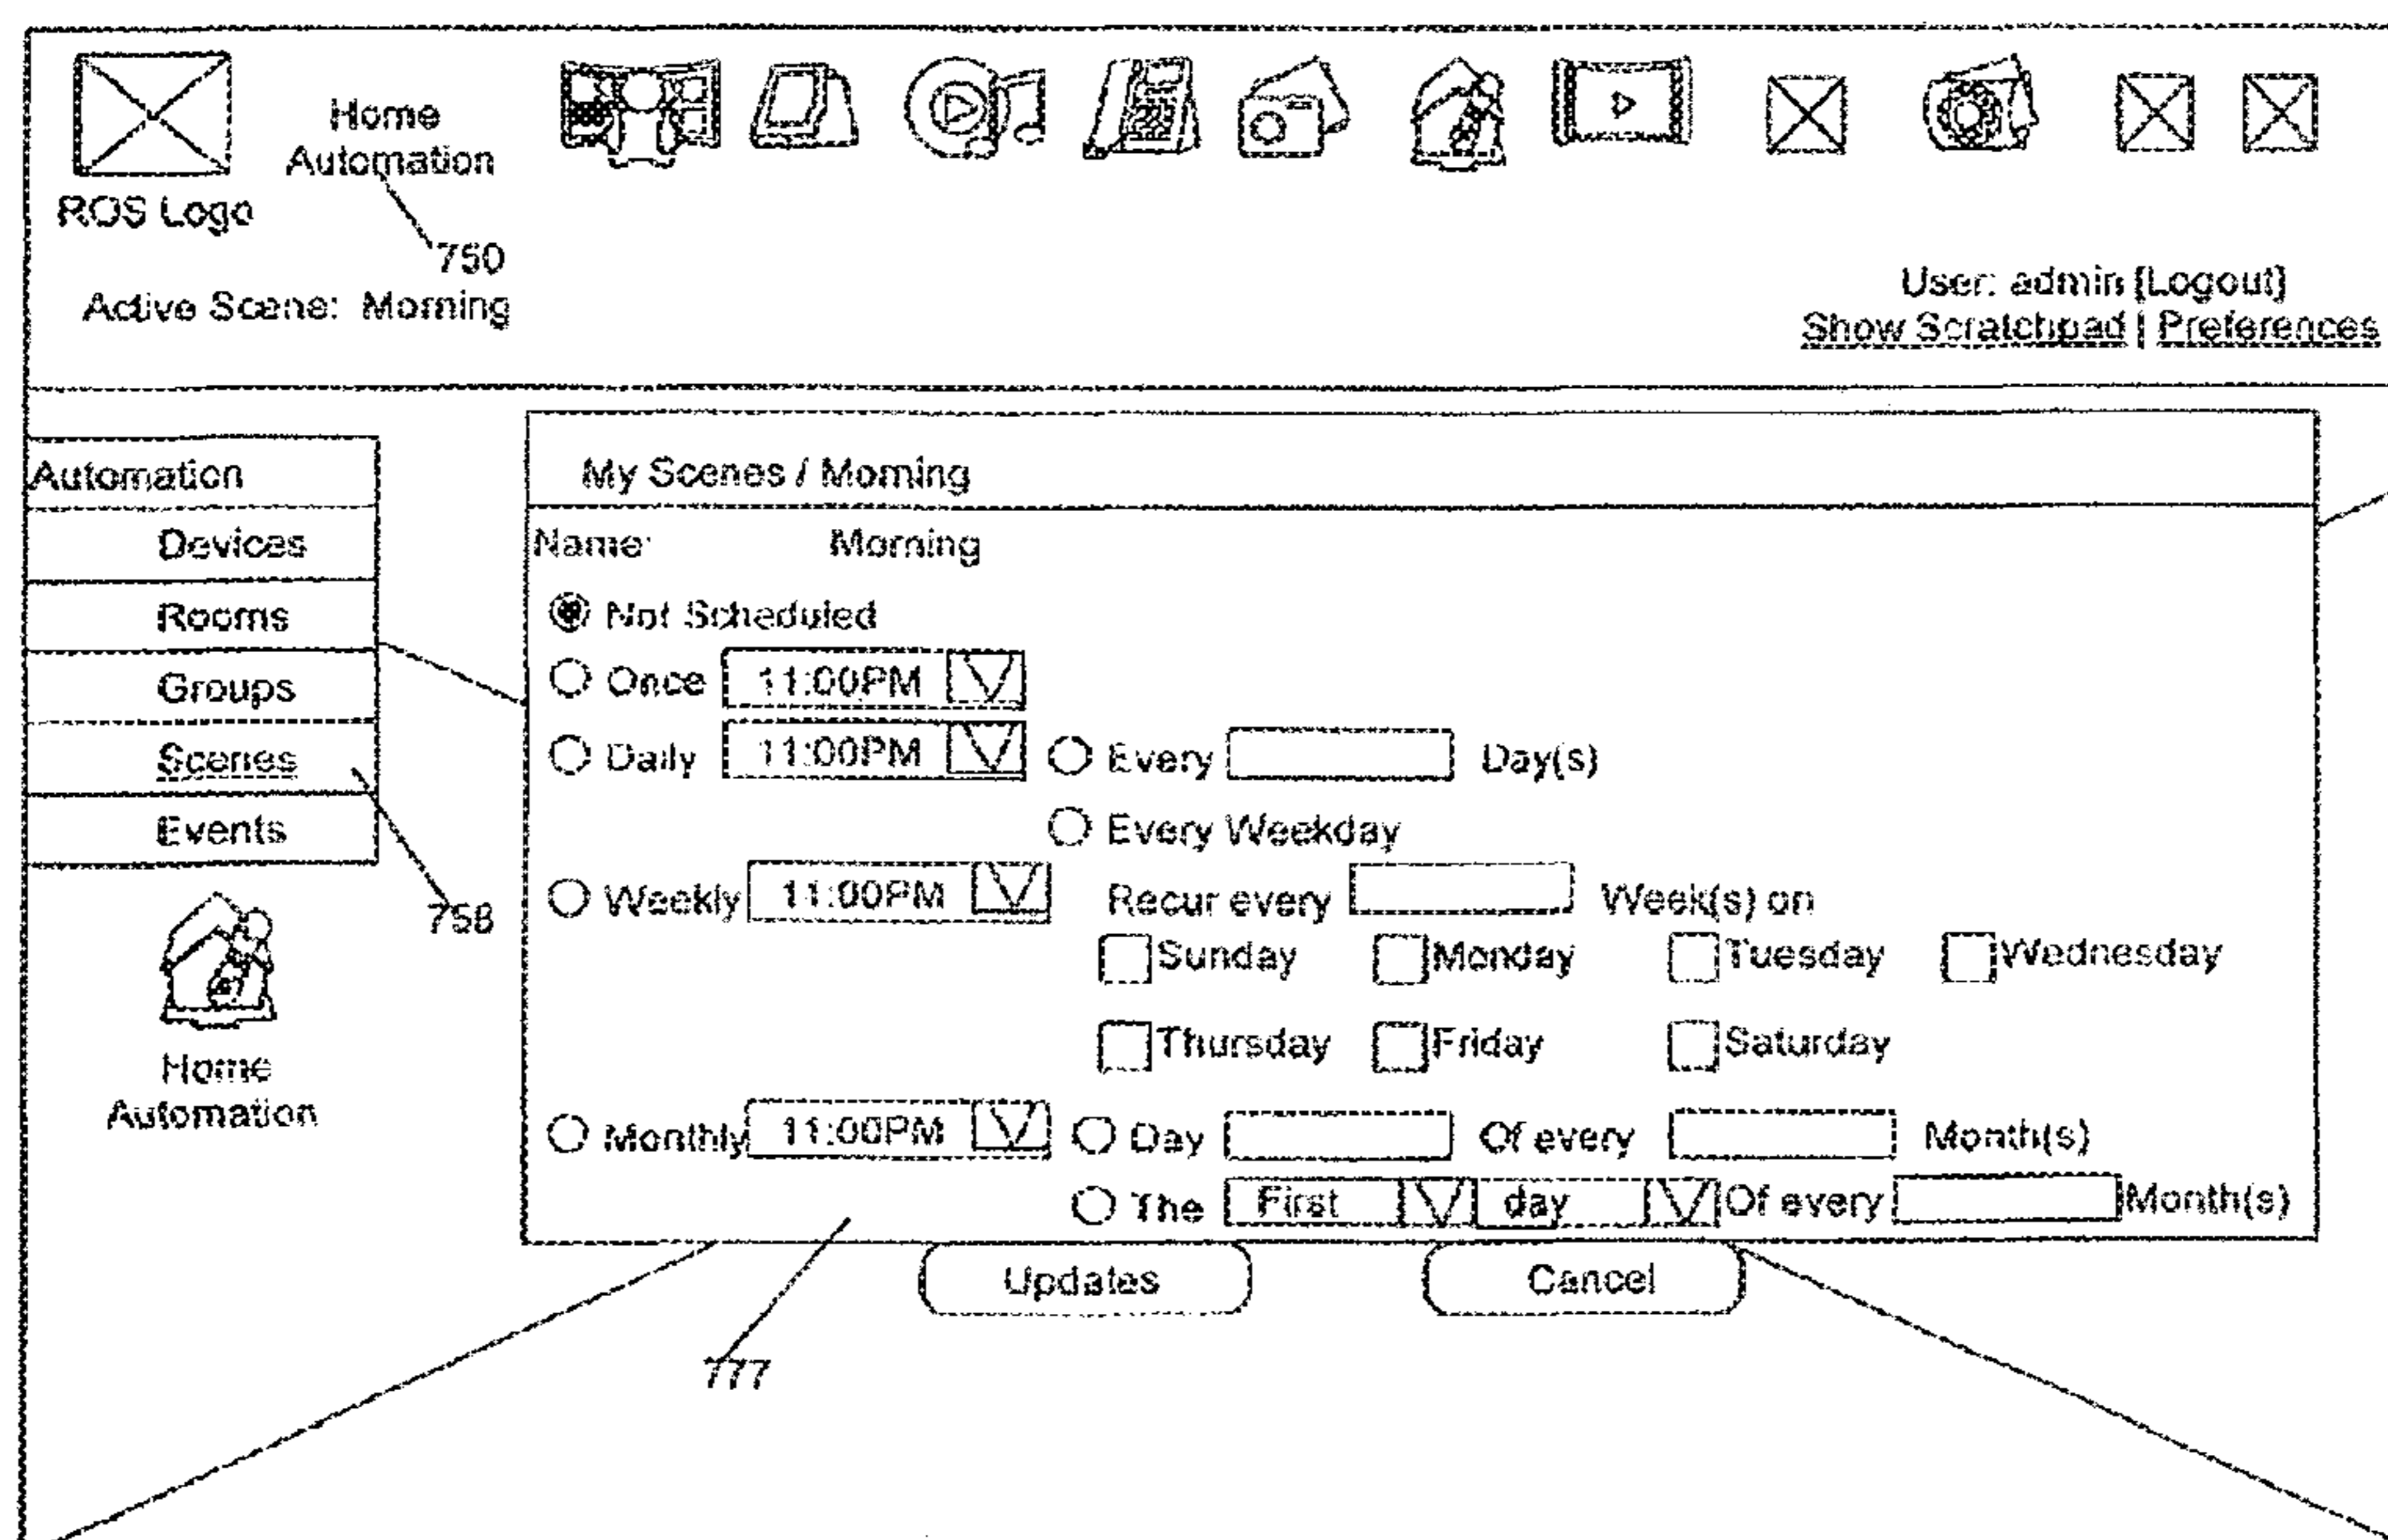 Home
Automation
ROS Logo
750
Active Scene: Morning
User: admin [Logout]
Show Scratchpad | Preferences
Automation
Devices
Rooms
Groups
Scenes
Events
758
Home
Automation
My Scenes / Morning
Name: Morning
Not Scheduled
Once 11:00PM
Daily 11:00PM Every Day(s)
Every Weekday
Weekly 11:00PM Recur every Week(s) on
Sunday Monday Tuesday Wednesday
Thursday Friday Saturday
Monthly 11:00PM Day Of every Month(s)
The First day Of every Month(s)
Updates Cancel
777